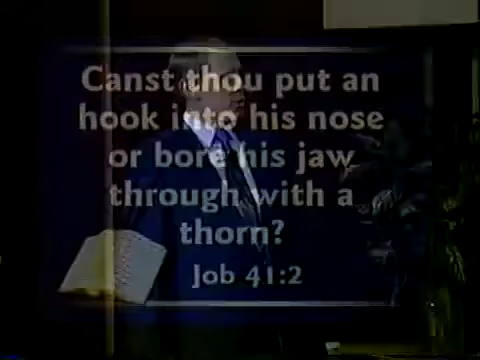 Canst thou put an
hook into his nose
or bore his jaw
through with a
thorn?
Job 41:2